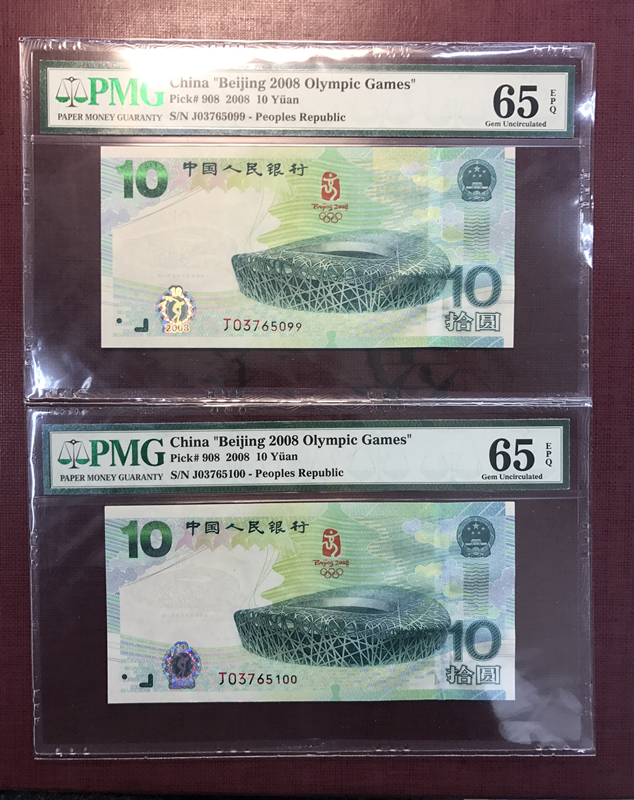 PMG
PAPER MONEY GUARANTY
China "Beijing 2008 Olympic Games"
Pick# 908 2008 10 Yüan
S/N J03765099 - Peoples Republic
65 EPQ
Gem Uncirculated
10 中国人民银行
Beijing 2008
10
拾圆
2008
J03765099
PMG
PAPER MONEY GUARANTY
China "Beijing 2008 Olympic Games"
Pick# 908 2008 10 Yüan
S/N J03765100 - Peoples Republic
65 EPQ
Gem Uncirculated
10 中国人民银行
Beijing 2008
10
拾圆
10
J03765100